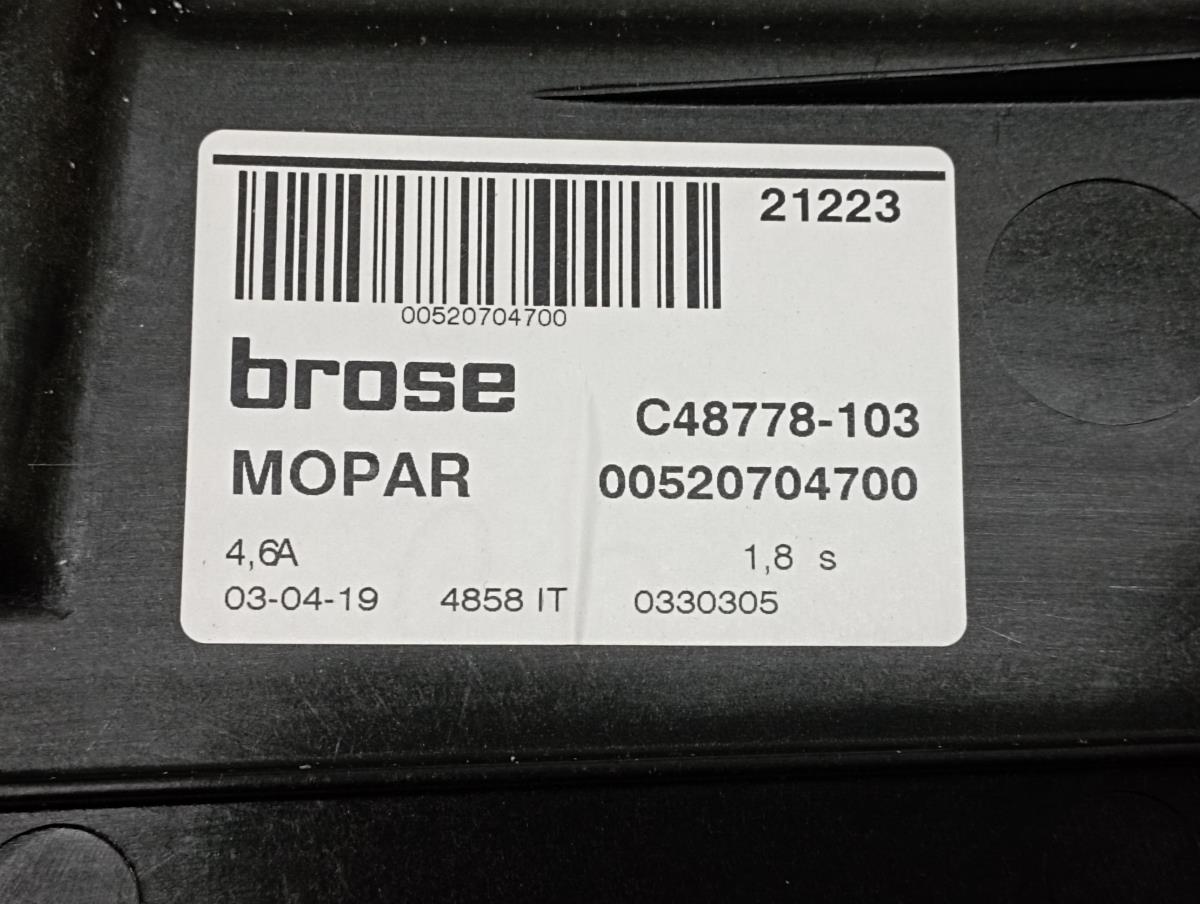 21223
00520704700
brose
C48778-103
MOPAR 00520704700
4,6A 1,8 s
03-04-19 4858 IT 0330305